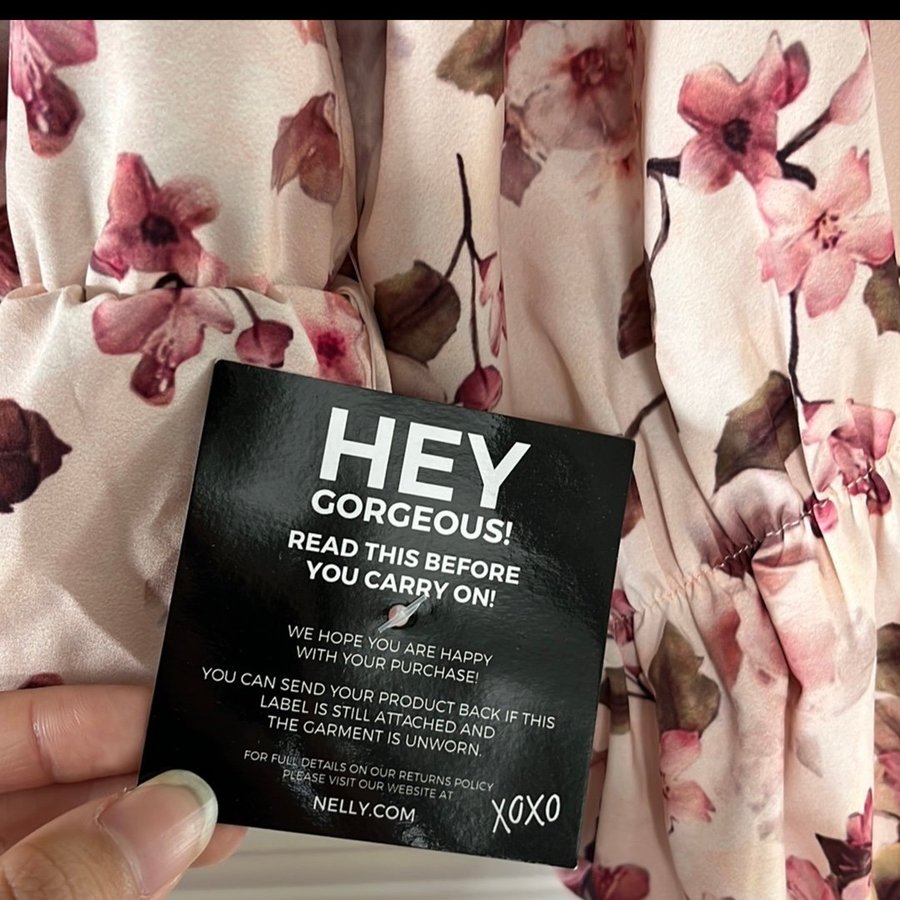 HEY
GORGEOUS!
READ THIS BEFORE
YOU CARRY ON!
WE HOPE YOU ARE HAPPY
WITH YOUR PURCHASE!
YOU CAN SEND YOUR PRODUCT BACK IF THIS
LABEL IS STILL ATTACHED AND
THE GARMENT IS UNWORN.
FOR FULL DETAILS ON OUR RETURNS POLICY
PLEASE VISIT OUR WEBSITE AT
NELLY.COM
XOXO